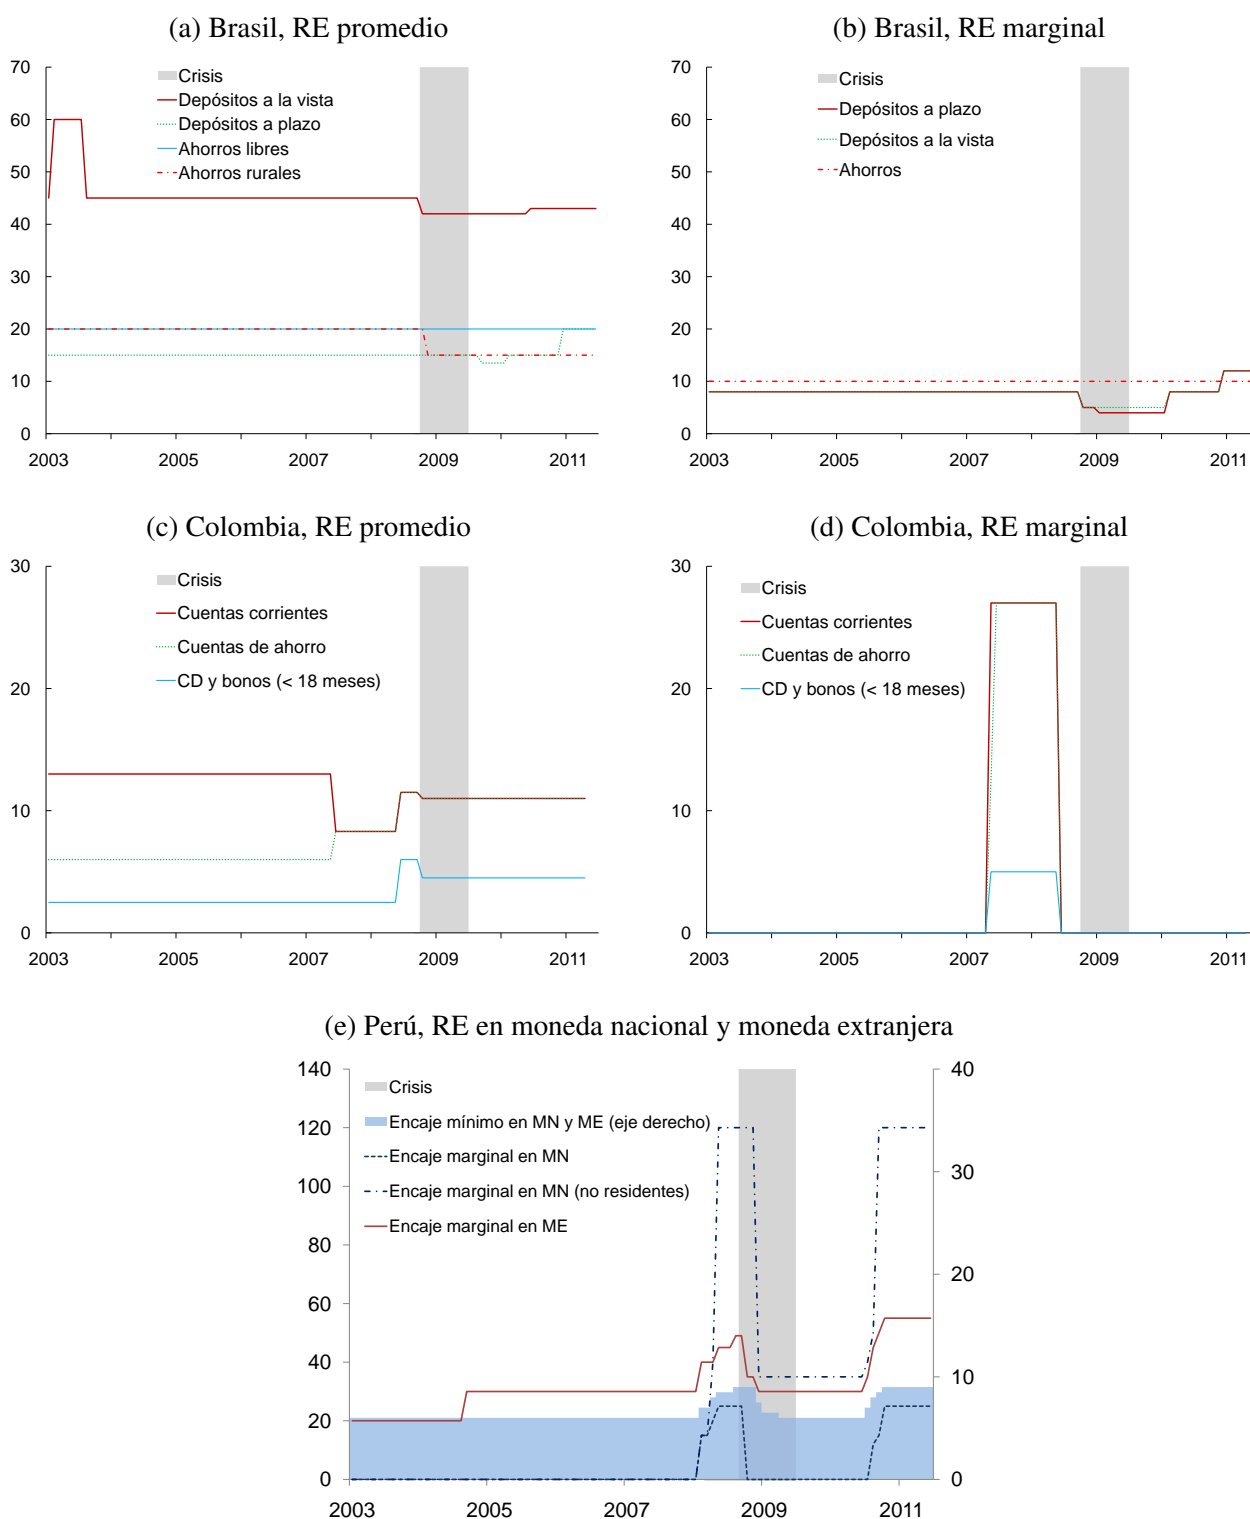 (a) Brasil, RE promedio
70
60
50
40
30
20
10
0
2003 2005 2007 2009 2011
Crisis
Depósitos a la vista
Depósitos a plazo
Ahorros libres
Ahorros rurales
(b) Brasil, RE marginal
70
60
50
40
30
20
10
0
2003 2005 2007 2009 2011
Crisis
Depósitos a plazo
Depósitos a la vista
Ahorros
(c) Colombia, RE promedio
30
20
10
0
2003 2005 2007 2009 2011
Crisis
Cuentas corrientes
Cuentas de ahorro
CD y bonos (< 18 meses)
(d) Colombia, RE marginal
30
20
10
0
2003 2005 2007 2009 2011
Crisis
Cuentas corrientes
Cuentas de ahorro
CD y bonos (< 18 meses)
(e) Perú, RE en moneda nacional y moneda extranjera
140
120
100
80
60
40
20
0
40
30
20
10
0
2003 2005 2007 2009 2011
Crisis
Encaje mínimo en MN y ME (eje derecho)
Encaje marginal en MN
Encaje marginal en MN (no residentes)
Encaje marginal en ME